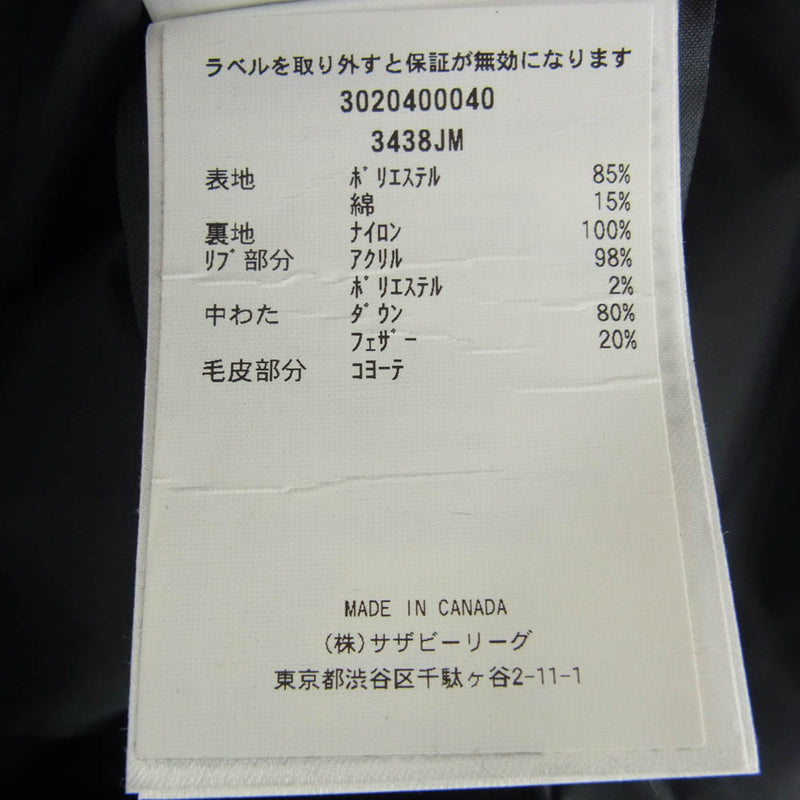 ラベルを取り外すと保証が無効になります
3020400040
3438JM
表地 ﾎﾟﾘｴｽﾃﾙ 85%
綿 15%
裏地 ﾅｲﾛﾝ 100%
ﾘﾌﾞ部分 ｱｸﾘﾙ 98%
ﾎﾟﾘｴｽﾃﾙ 2%
中わた ﾀﾞｳﾝ 80%
ﾌｪｻﾞｰ 20%
毛皮部分 ｺﾖｰﾃ
MADE IN CANADA
(株)サザビーリーグ
東京都渋谷区千駄ヶ谷2-11-1